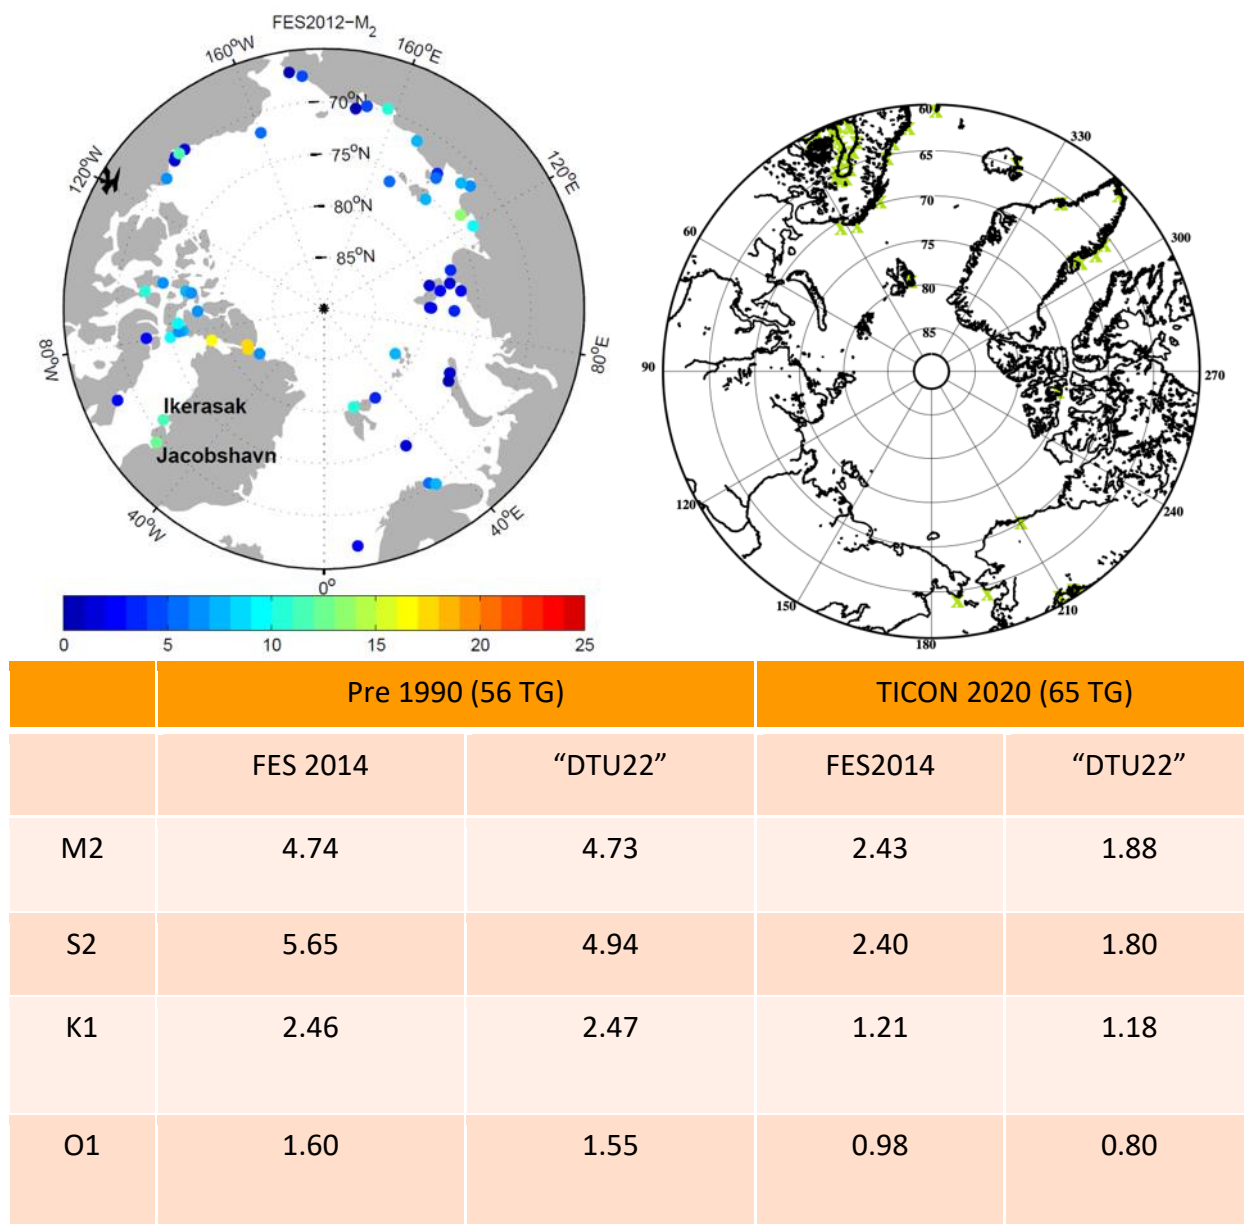 FES2012−M2
160°W
160°E
120°W
120°E
80°W
80°E
40°W
40°E
0°
70°N
75°N
80°N
85°N
Ikerasak
Jacobshavn
0 5 10 15 20 25
60
65
70
75
80
85
330
300
270
240
210
180
150
120
90
60
Pre 1990 (56 TG) TICON 2020 (65 TG)
FES 2014 “DTU22” FES2014 “DTU22”
M2 4.74 4.73 2.43 1.88
S2 5.65 4.94 2.40 1.80
K1 2.46 2.47 1.21 1.18
O1 1.60 1.55 0.98 0.80